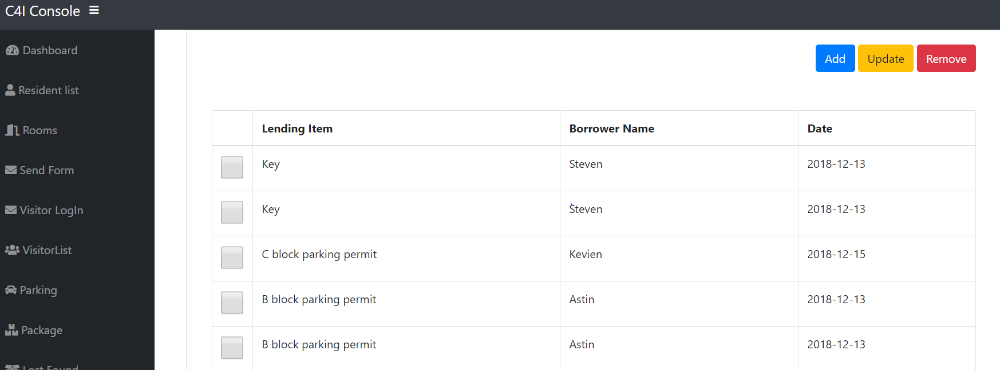 C4I Console
Dashboard
Resident list
Rooms
Send Form
Visitor LogIn
VisitorList
Parking
Package
Lost Found
Add Update Remove
Lending Item Borrower Name Date
Key Steven 2018-12-13
Key Steven 2018-12-13
C block parking permit Kevien 2018-12-15
B block parking permit Astin 2018-12-13
B block parking permit Astin 2018-12-13